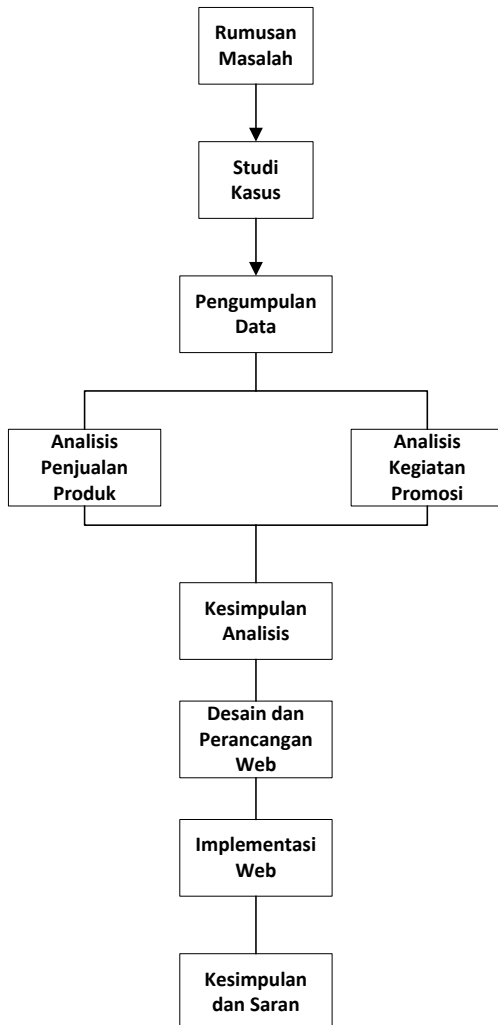 Rumusan
Masalah
Studi
Kasus
Pengumpulan
Data
Analisis
Penjualan
Produk
Analisis
Kegiatan
Promosi
Kesimpulan
Analisis
Desain dan
Perancangan
Web
Implementasi
Web
Kesimpulan
dan Saran